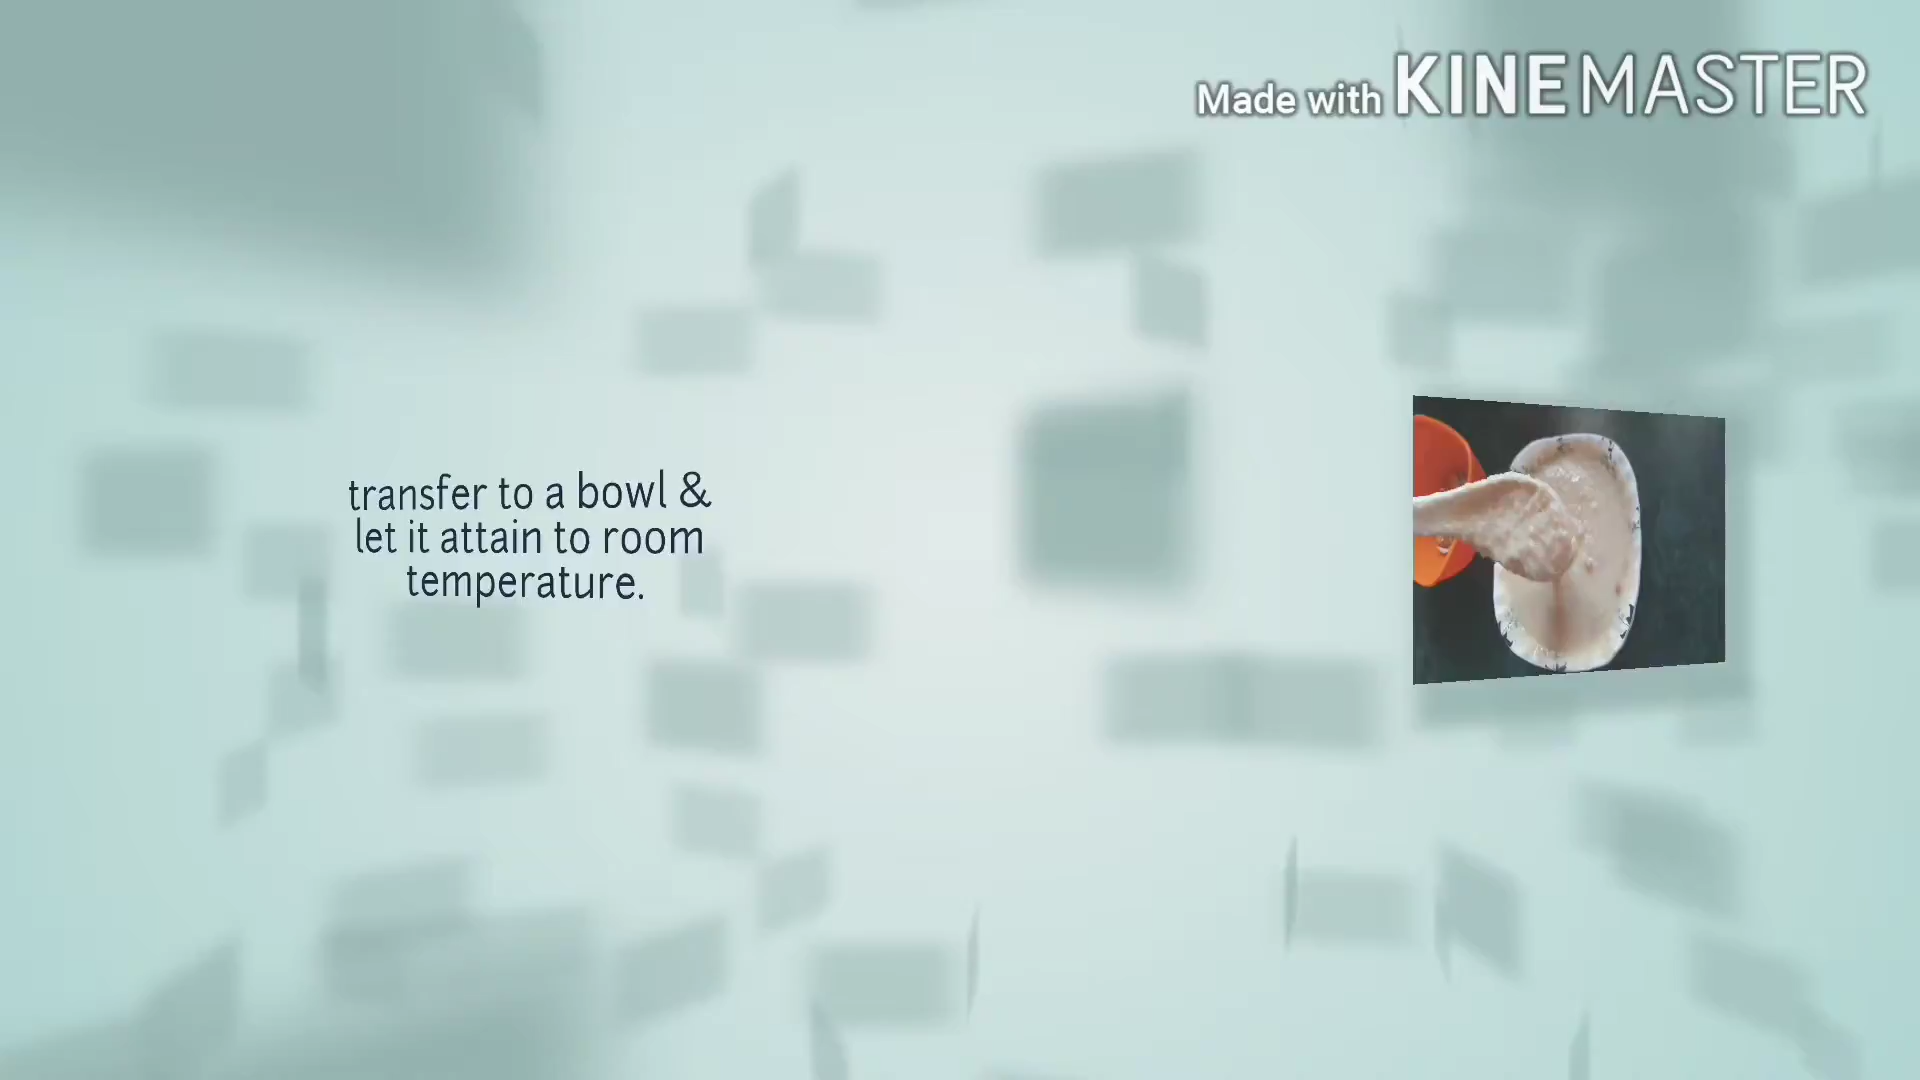 Made with KINEMASTER
transfer to a bowl &
let it attain to room
temperature.